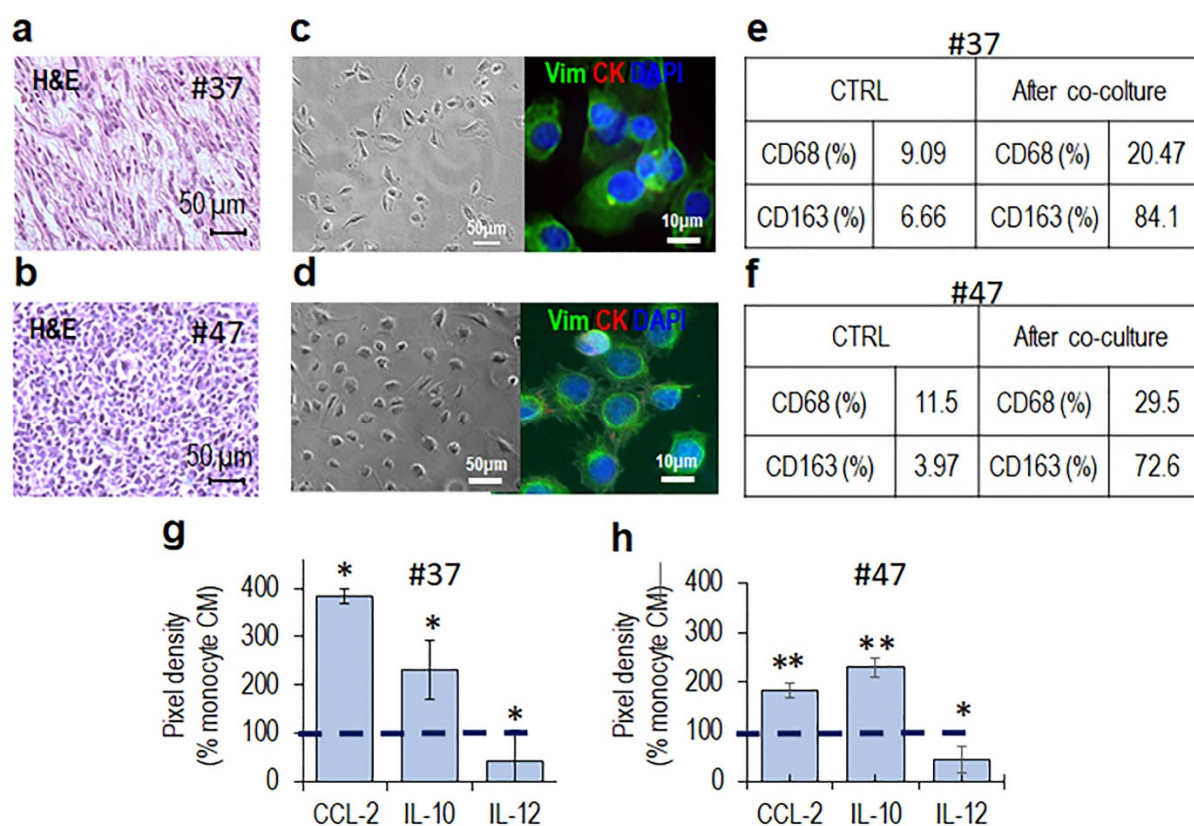 a
H&E
#37
50 µm
b
H&E
#47
50 µm
c
50µm
Vim CK DAPI
10µm
d
50µm
Vim CK DAPI
10µm
e
#37
CTRL After co-colture
CD68 (%) 9.09 CD68 (%) 20.47
CD163 (%) 6.66 CD163 (%) 84.1
f
#47
CTRL After co-culture
CD68 (%) 11.5 CD68 (%) 29.5
CD163 (%) 3.97 CD163 (%) 72.6
g
#37
Pixel density
(% monocyte CM)
400
300
200
100
0
* * *
CCL-2 IL-10 IL-12
h
#47
Pixel density
(% monocyte CM)
400
300
200
100
0
** ** *
CCL-2 IL-10 IL-12